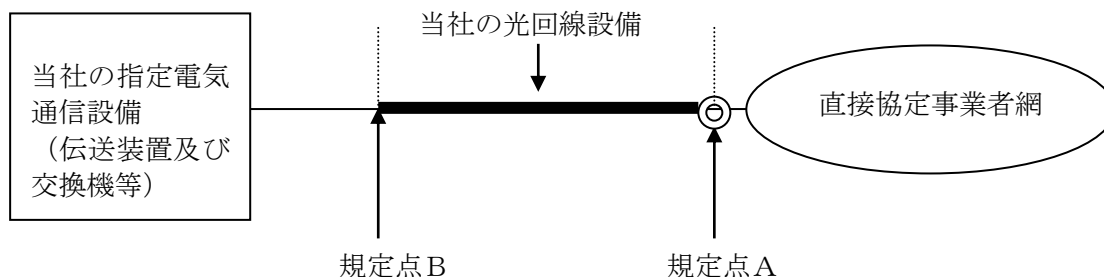 当社の光回線設備
当社の指定電気
通信設備
（伝送装置及び
交換機等）
直接協定事業者網
規定点Ｂ
規定点Ａ